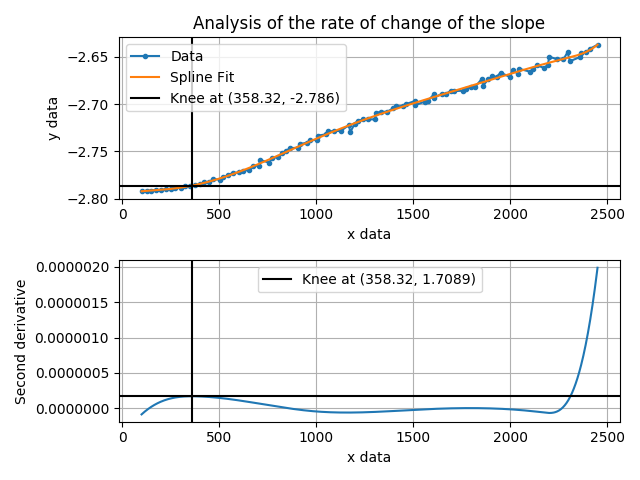 Analysis of the rate of change of the slope
−2.65
−2.70
−2.75
−2.80
y data
Data
Spline Fit
Knee at (358.32, -2.786)
0
500
1000
1500
2000
2500
x data
0.0000020
0.0000015
0.0000010
0.0000005
0.0000000
Second derivative
Knee at (358.32, 1.7089)
0
500
1000
1500
2000
2500
x data